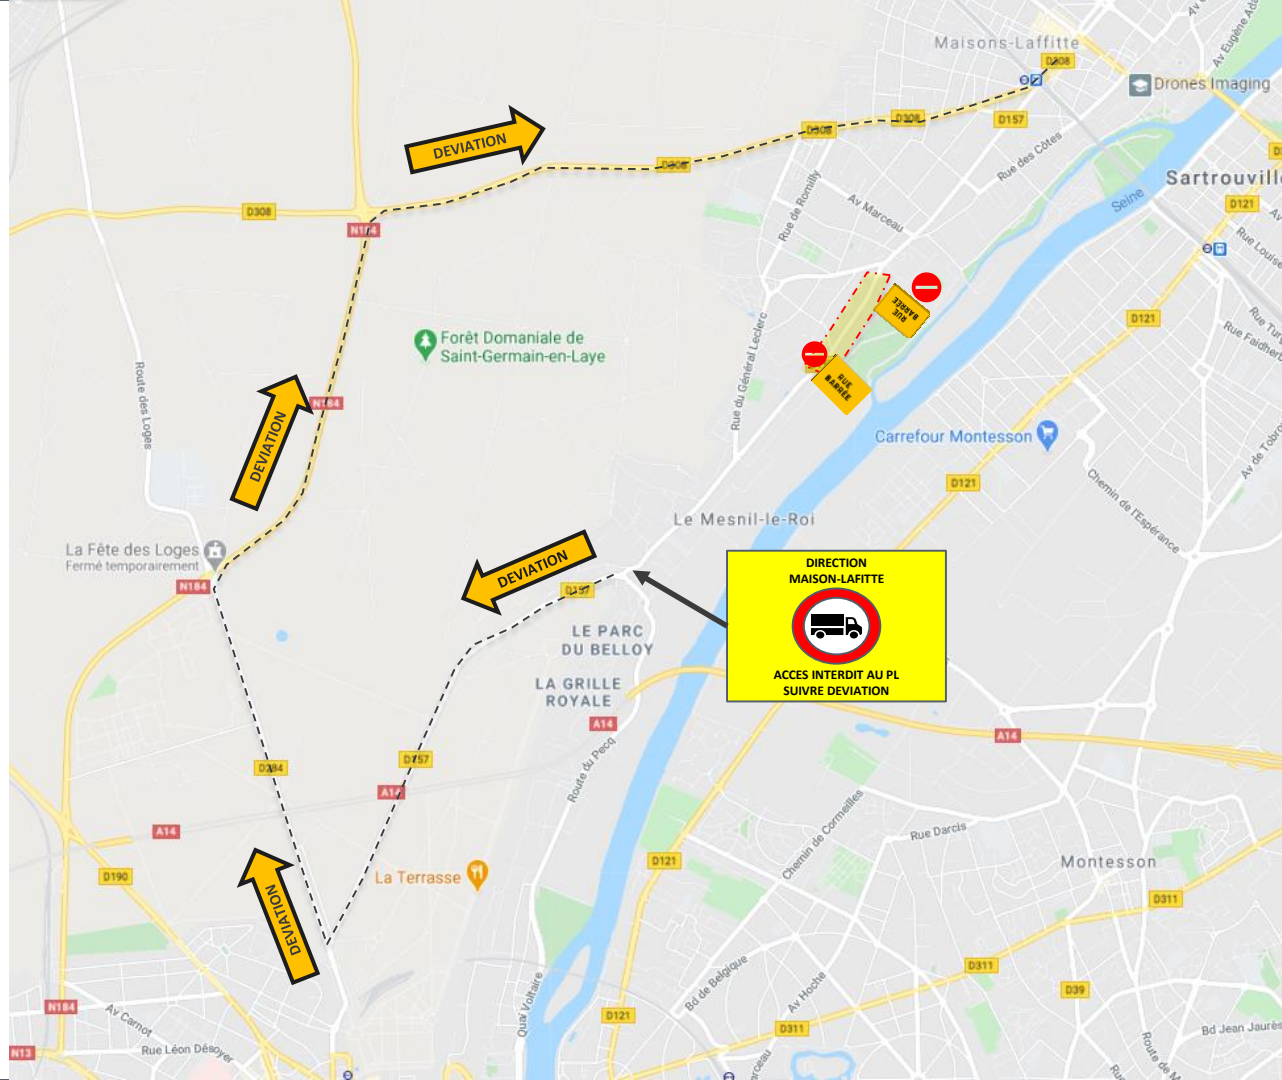 Maisons-Laffitte
D308
Drones Imaging
Av Eugène
D308
D308
D157
D308
DEVIATION
Rue des Côtes
Sartrouville
Seine
D121
Rue de Romilly
Av Marceau
D308
N184
Rue Louise
RUE
BARRÉE
D121
Forêt Domaniale de
Saint-Germain-en-Laye
Route des Loges
Rue du Général Leclerc
RUE
BARRÉE
N184
DEVIATION
Carrefour Montesson
D121
Chemin de l'Espérance
Le Mesnil-le-Roi
La Fête des Loges
Fermé temporairement
N184
DEVIATION
D157
DIRECTION
MAISON-LAFITTE
ACCES INTERDIT AU PL
SUIVRE DEVIATION
LE PARC
DU BELLOY
LA GRILLE
ROYALE
A14
A14
Route du Pecq
D157
D284
A14
A14
Chemin de Cormeilles
Rue Darcis
D121
Montesson
D190
La Terrasse
D311
DEVIATION
D311
Bd de Belgique
Av Hoche
D39
N184
Av Carnot
Quai Voltaire
D121
D311
Bd Jean Jaurès
N13
Rue Léon Désoyer